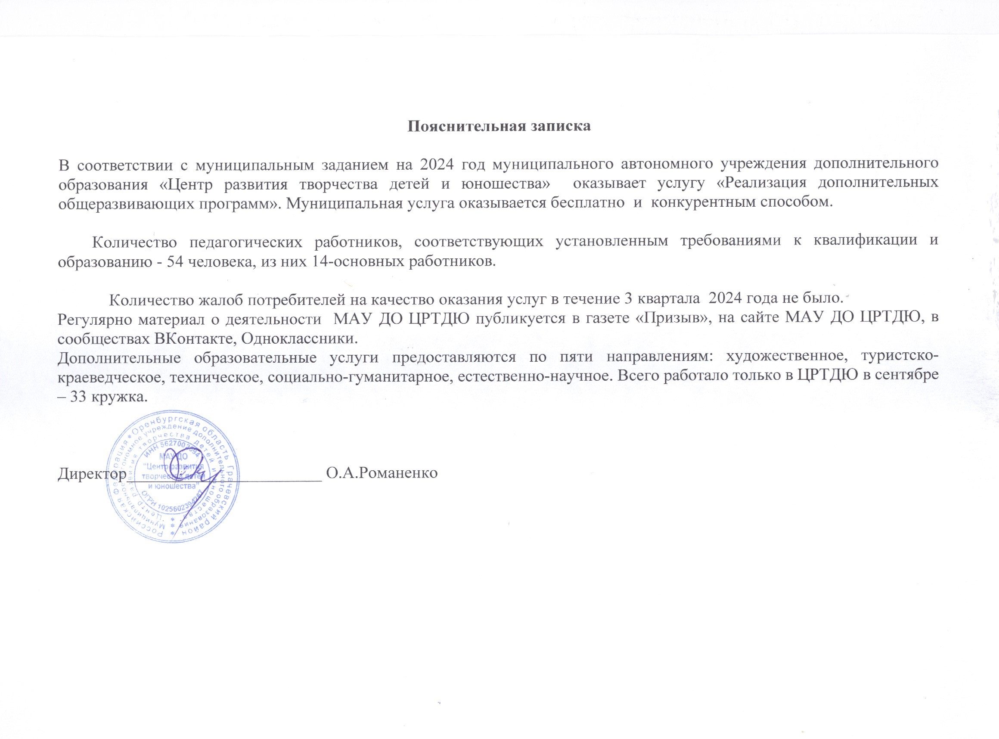 Пояснительная записка
В соответствии с муниципальным заданием на 2024 год муниципального автономного учреждения дополнительного
образования «Центр развития творчества детей и юношества» оказывает услугу «Реализация дополнительных
общеразвивающих программ». Муниципальная услуга оказывается бесплатно и конкурентным способом.
Количество педагогических работников, соответствующих установленным требованиями к квалификации и
образованию - 54 человека, из них 14-основных работников.
Количество жалоб потребителей на качество оказания услуг в течение 3 квартала 2024 года не было.
Регулярно материал о деятельности МАУ ДО ЦРТДЮ публикуется в газете «Призыв», на сайте МАУ ДО ЦРТДЮ, в
сообществах ВКонтакте, Одноклассники.
Дополнительные образовательные услуги предоставляются по пяти направлениям: художественное, туристско-
краеведческое, техническое, социально-гуманитарное, естественно-научное. Всего работало только в ЦРТДЮ в сентябре
– 33 кружка.
Директор_______________________ О.А.Романенко
Российская Федерация * Оренбургская область Грачевский район *
Муниципальное автономное учреждение дополнительного образования *
"Центр развития творчества детей и юношества" *
ИНН
МАУ ДО
"Центр развития
творчества детей
и юношества"
ОГРН 1025602394267